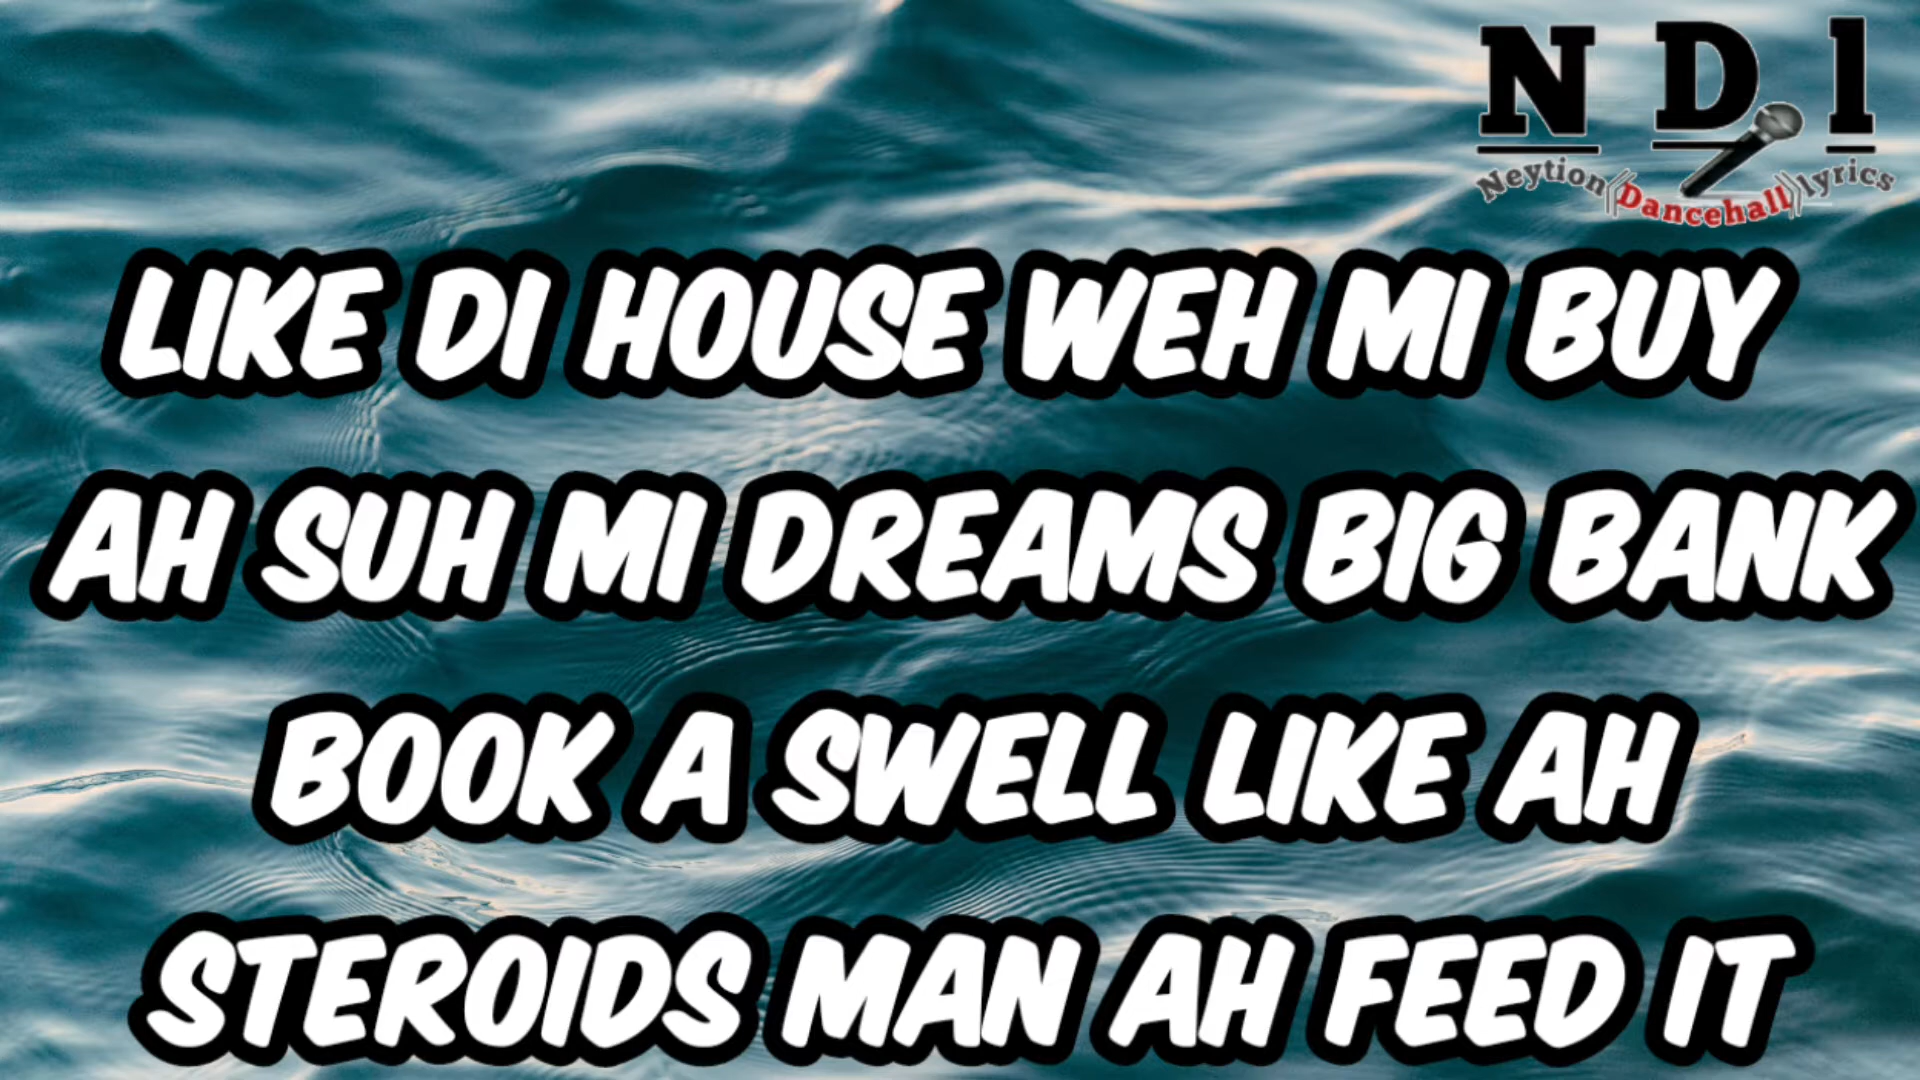 N D l
Neytion Dancehall lyrics
LIKE DI HOUSE WEH MI BUY
AH SUH MI DREAMS BIG BANK
BOOK A SWELL LIKE AH
STEROIDS MAN AH FEED IT